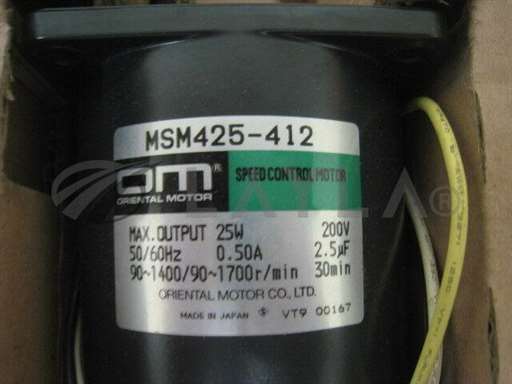 MSM425-412
OM®
ORIENTAL MOTOR
SPEED CONTROL MOTOR
MAX. OUTPUT 25W 200V
50/60Hz 0.50A 2.5µF
90~1400/90~1700r/min 30min
ORIENTAL MOTOR CO., LTD.
MADE IN JAPAN VT9 00167